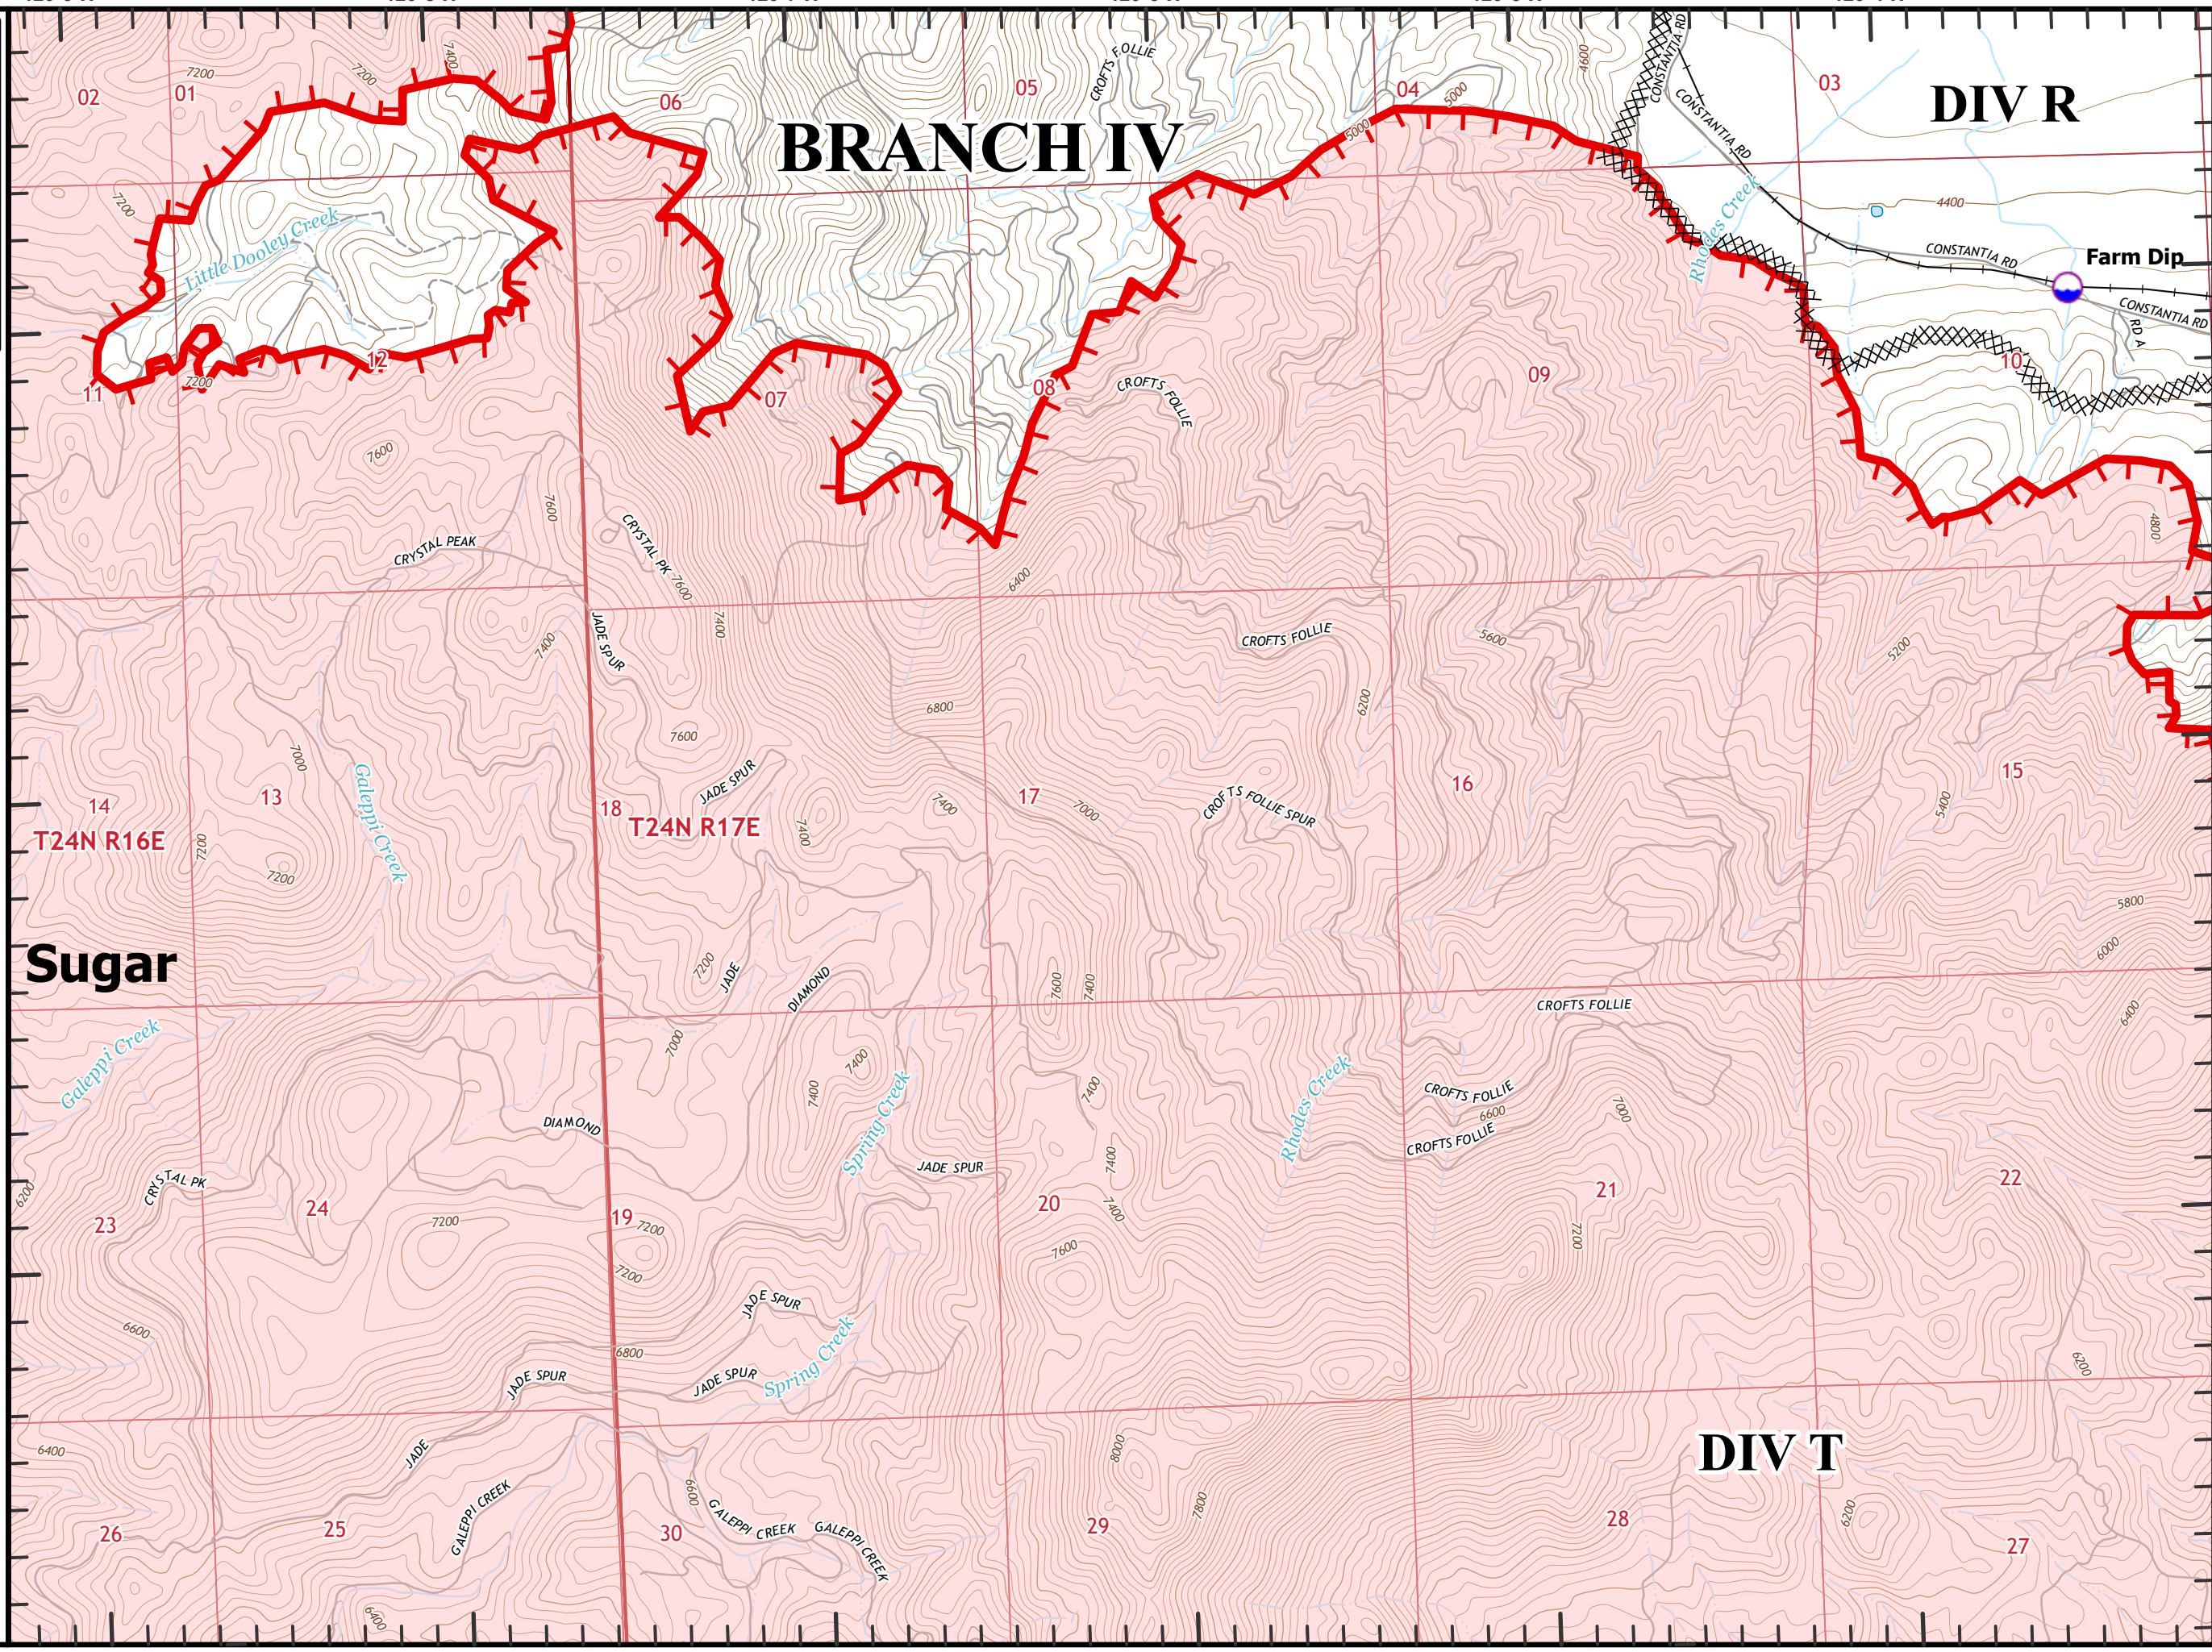 7200
7200
7400
02
01
06
05
CROFTS FOLLIE
04
5000
5000
4600
CONSTANTIA RD
CONSTANTIA RD
03
DIV R
BRANCH IV
7200
Little Dooley Creek
Rhodes Creek
4400
CONSTANTIA RD
Farm Dip
CONSTANTIA RD
RD A
11
7200
12
07
08
CROFTS FOLLIE
09
10
7600
7600
CRYSTAL PEAK
CRYSTAL PK
7600
6400
4800
7400
JADE SPUR
7400
CROFTS FOLLIE
5600
5200
6200
6800
7600
7000
Galeppi Creek
JADE SPUR
14
13
18
T24N R16E
T24N R17E
7200
7200
7400
7400
17
7000
CROFTS FOLLIE SPUR
16
15
5400
5800
6000
Sugar
7200
JADE
DIAMOND
7600
7400
CROFTS FOLLIE
6400
Galeppi Creek
7000
7400
7400
Spring Creek
7400
Rhodes Creek
CROFTS FOLLIE
6600
CROFTS FOLLIE
7000
DIAMOND
7400
JADE SPUR
7400
CRYSTAL PK
6200
23
24
7200
19
7200
7200
20
7600
21
7200
22
6600
JADE SPUR
6800
Spring Creek
JADE SPUR
JADE SPUR
6200
6400
JADE
GALEPPI CREEK
6600
GALEPPI CREEK
GALEPPI CREEK
8000
7800
DIV T
26
25
30
29
28
6200
27
6400